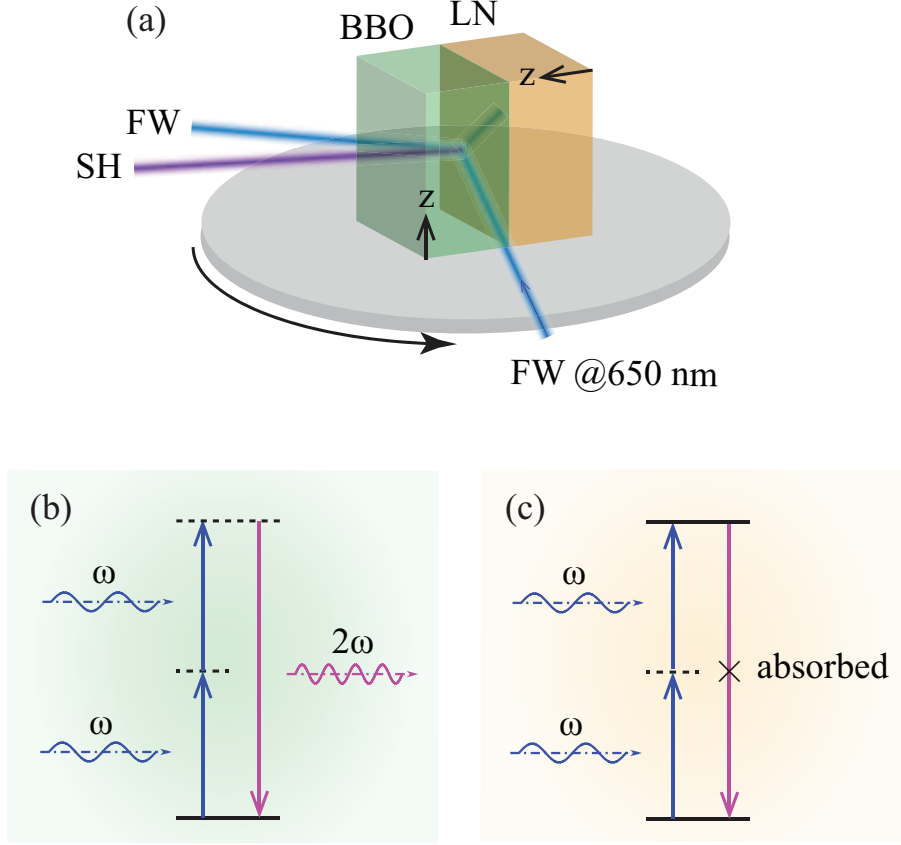 (a)
BBO
LN
z
FW
SH
z
FW @650 nm
(b)
ω
2ω
ω
(c)
ω
absorbed
ω